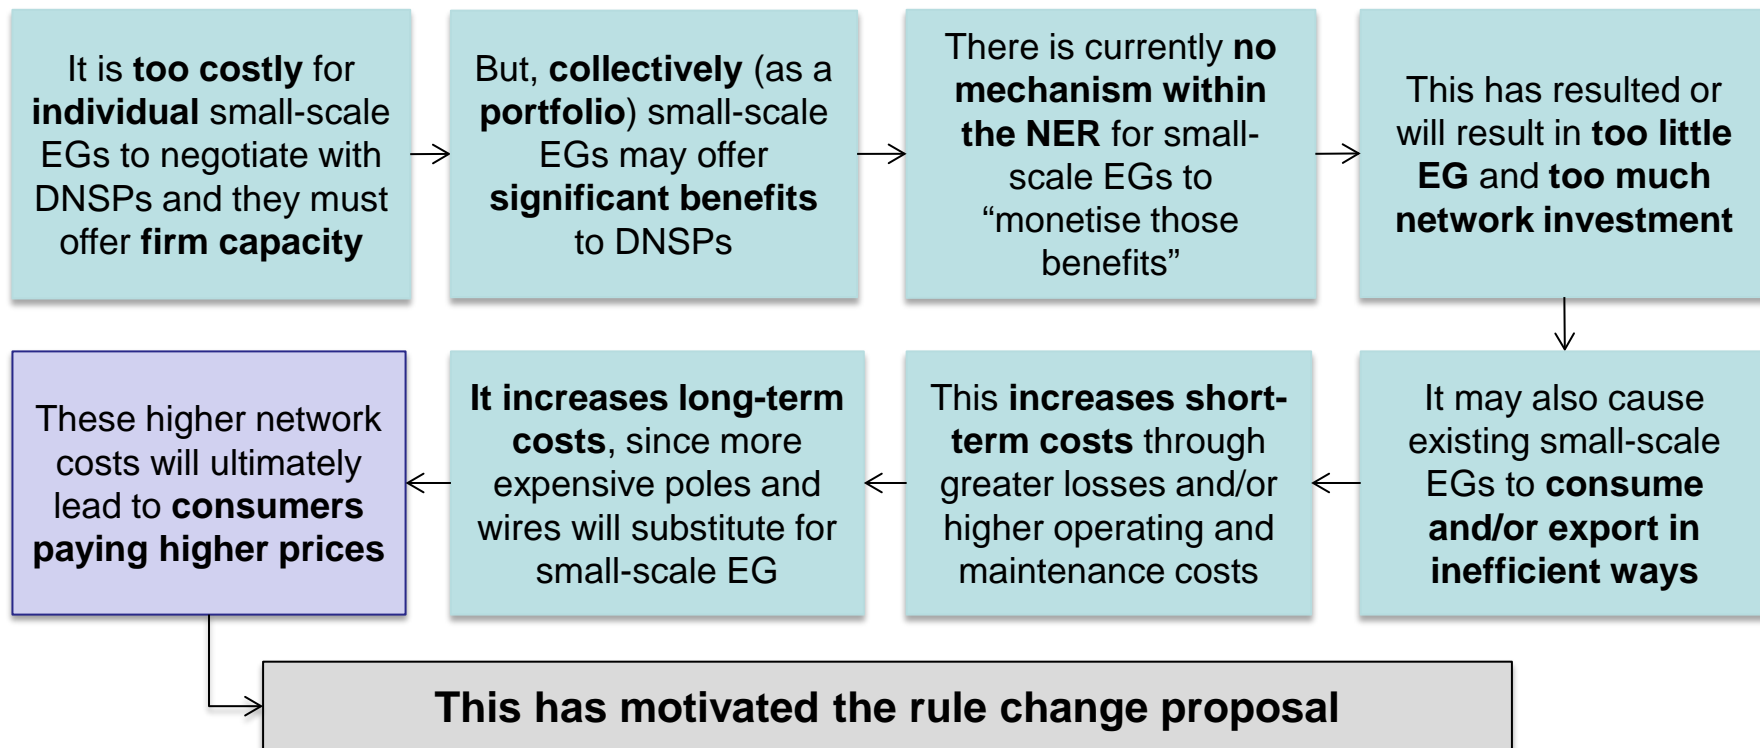 It is too costly for
individual small-scale
EGs to negotiate with
DNSPs and they must
offer firm capacity
But, collectively (as a
portfolio) small-scale
EGs may offer
significant benefits
to DNSPs
There is currently no
mechanism within
the NER for small-
scale EGs to
“monetise those
benefits”
This has resulted or
will result in too little
EG and too much
network investment
It may also cause
existing small-scale
EGs to consume
and/or export in
inefficient ways
This increases short-
term costs through
greater losses and/or
higher operating and
maintenance costs
It increases long-term
costs, since more
expensive poles and
wires will substitute for
small-scale EG
These higher network
costs will ultimately
lead to consumers
paying higher prices
This has motivated the rule change proposal